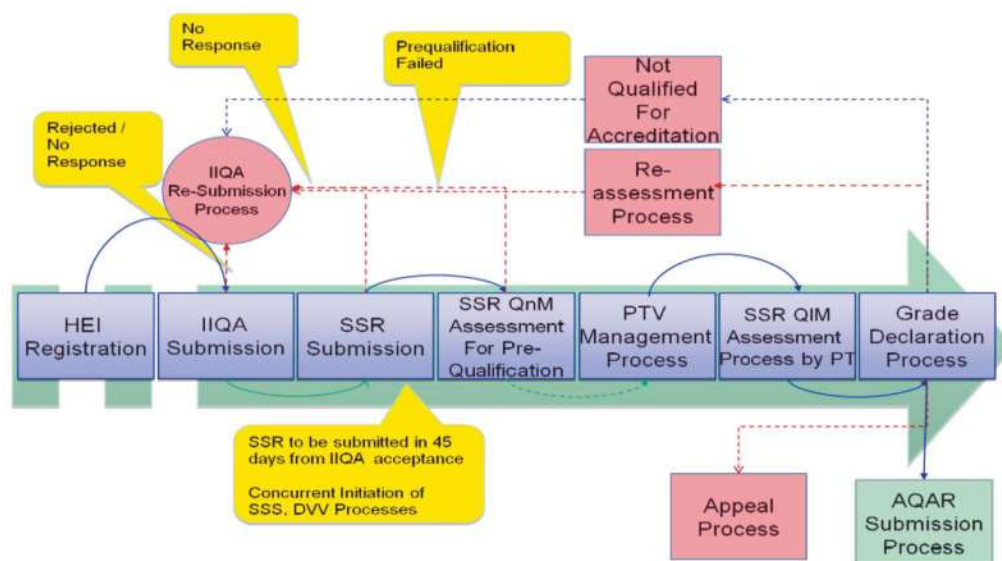 No
Response
Prequalification
Failed
Not
Qualified
For
Accreditation
Rejected /
No
Response
IIQA
Re-Submission
Process
Re-
assessment
Process
HEI
Registration
IIQA
Submission
SSR
Submission
SSR QnM
Assessment
For Pre-
Qualification
PTV
Management
Process
SSR QIM
Assessment
Process by PT
Grade
Declaration
Process
SSR to be submitted in 45
days from IIQA acceptance
Concurrent Initiation of
SSS, DVV Processes
Appeal
Process
AQAR
Submission
Process